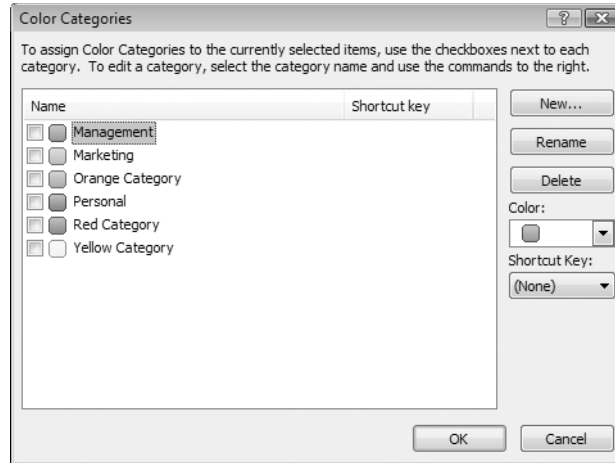 Color Categories
To assign Color Categories to the currently selected items, use the checkboxes next to each
category. To edit a category, select the category name and use the commands to the right.
Name Shortcut key
Management
Marketing
Orange Category
Personal
Red Category
Yellow Category
New...
Rename
Delete
Color:
Shortcut Key:
(None)
OK Cancel